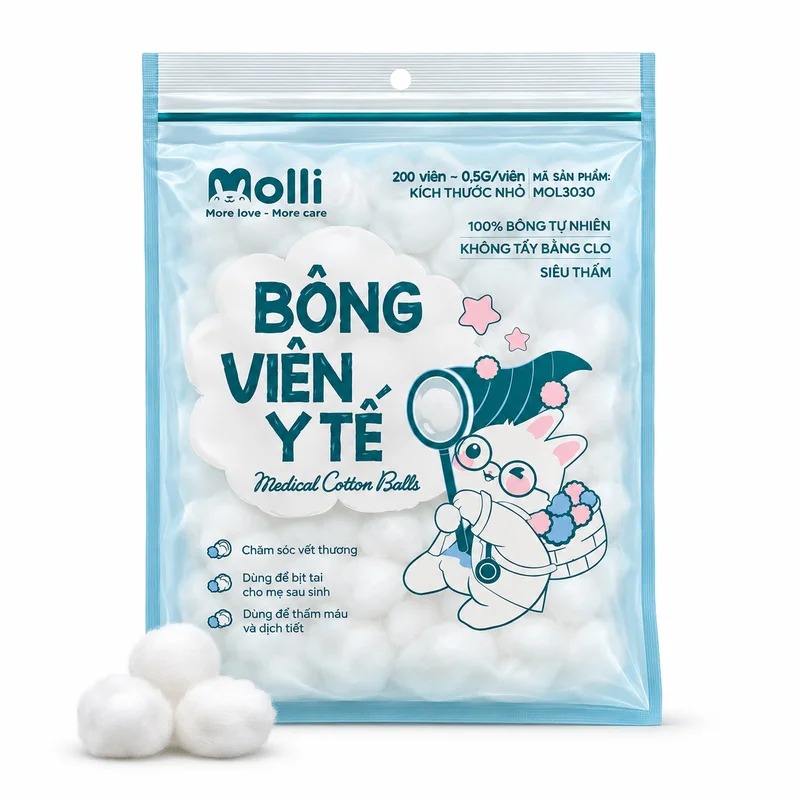 Molli
More love - More care
200 viên ~ 0,5G/viên
KÍCH THƯỚC NHỎ
MÃ SẢN PHẨM:
MOL3030
100% BÔNG TỰ NHIÊN
KHÔNG TẨY BẰNG CLO
SIÊU THẤM
BÔNG
VIÊN
Y TẾ
Medical Cotton Balls
Chăm sóc vết thương
Dùng để bịt tai
cho mẹ sau sinh
Dùng để thấm máu
và dịch tiết